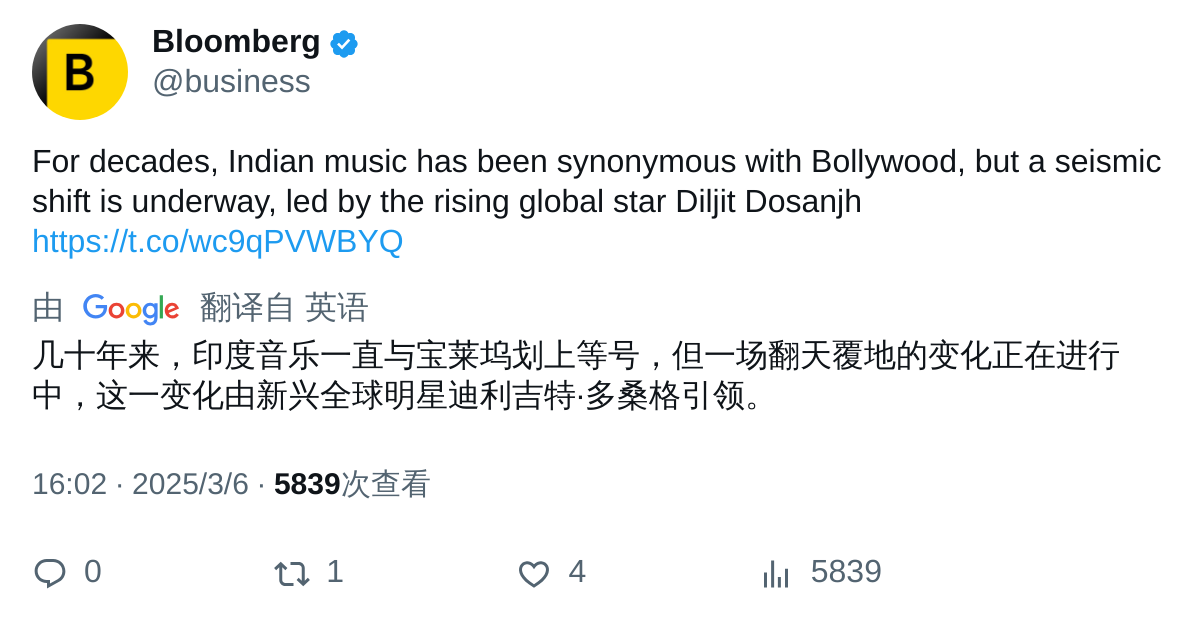 Bloomberg
@business
For decades, Indian music has been synonymous with Bollywood, but a seismic
shift is underway, led by the rising global star Diljit Dosanjh
https://t.co/wc9qPVWBYQ
由 Google 翻译自 英语
几十年来，印度音乐一直与宝莱坞划上等号，但一场翻天覆地的变化正在进行
中，这一变化由新兴全球明星迪利吉特·多桑格引领。
16:02 · 2025/3/6 · 5839次查看
0 1 4 5839